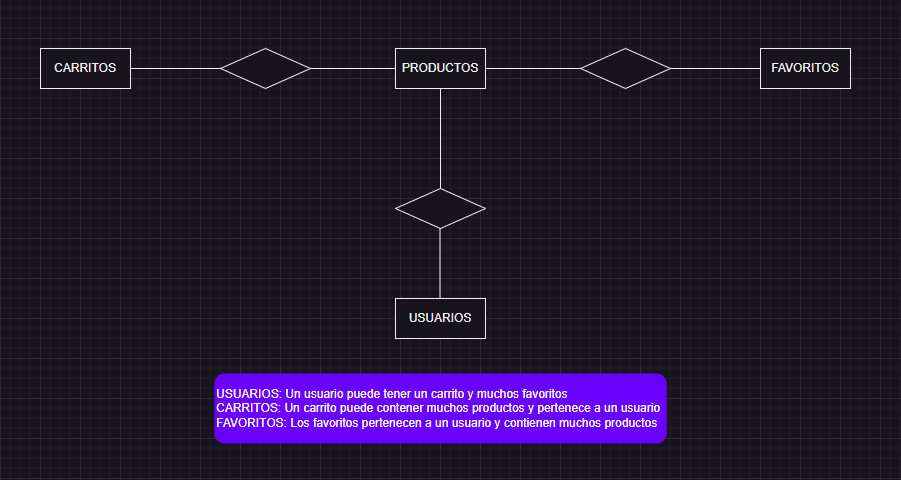 CARRITOS
PRODUCTOS
FAVORITOS
USUARIOS
USUARIOS: Un usuario puede tener un carrito y muchos favoritos
CARRITOS: Un carrito puede contener muchos productos y pertenece a un usuario
FAVORITOS: Los favoritos pertenecen a un usuario y contienen muchos productos